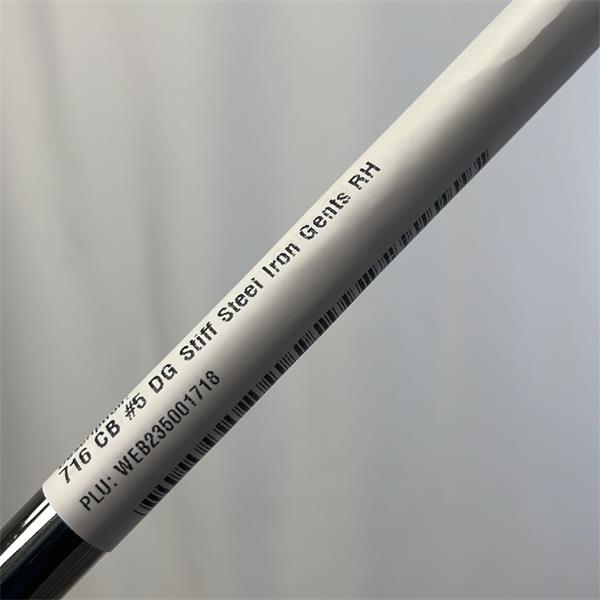 716 CB #5 DG Stiff Steel Iron Gents RH
PLU: WEB235001718